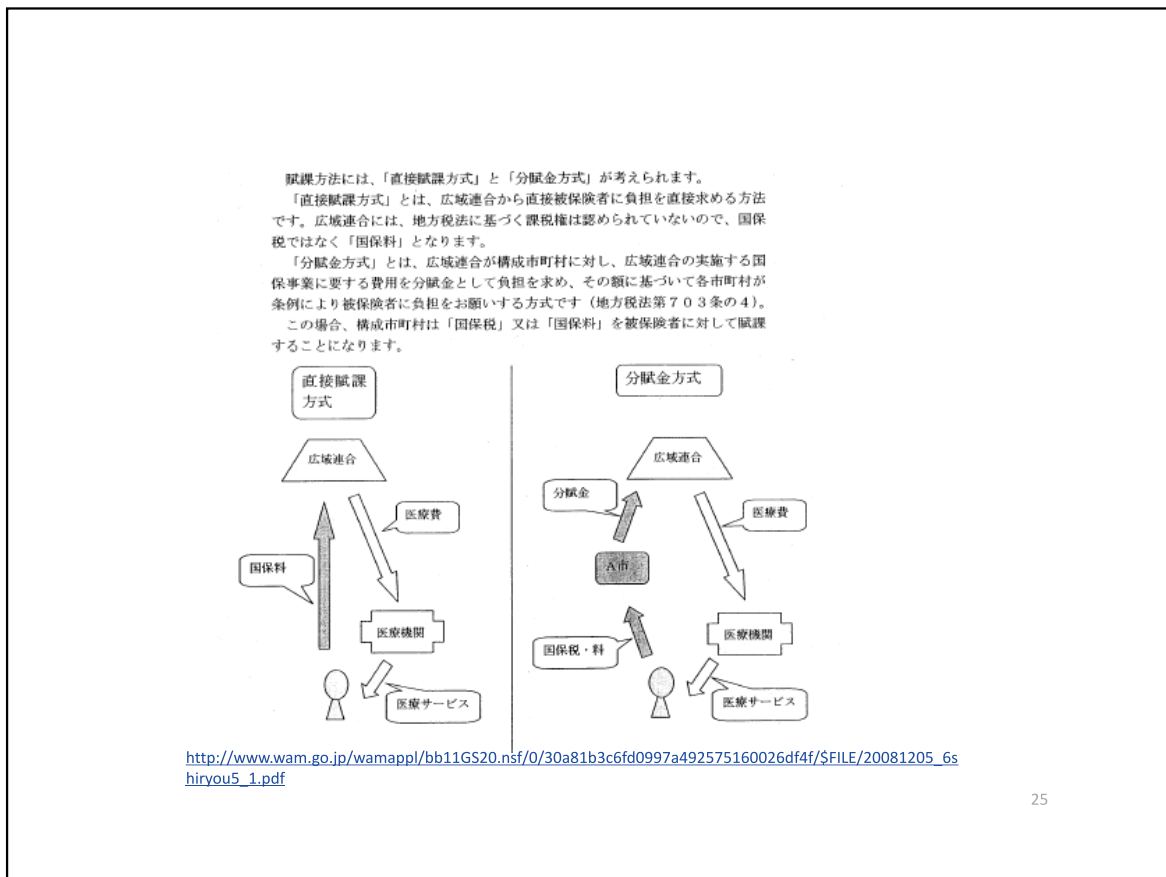 賦課方法には、「直接賦課方式」と「分賦金方式」が考えられます。
「直接賦課方式」とは、広域連合から直接被保険者に負担を直接求める方法
です。広域連合には、地方税法に基づく課税権は認められていないので、国保
税ではなく「国保料」となります。
「分賦金方式」とは、広域連合が構成市町村に対し、広域連合の実施する国
保事業に要する費用を分賦金として負担を求め、その額に基づいて各市町村が
条例により被保険者に負担をお願いする方式です（地方税法第７０３条の４）。
この場合、構成市町村は「国保税」又は「国保料」を被保険者に対して賦課
することになります。
直接賦課
方式
広域連合
医療費
国保料
医療機関
医療サービス
分賦金方式
広域連合
分賦金
医療費
A市
医療機関
国保税・料
医療サービス
http://www.wam.go.jp/wamappl/bb11GS20.nsf/0/30a81b3c6fd0997a492575160026df4f/$FILE/20081205_6s
hiryou5_1.pdf
25